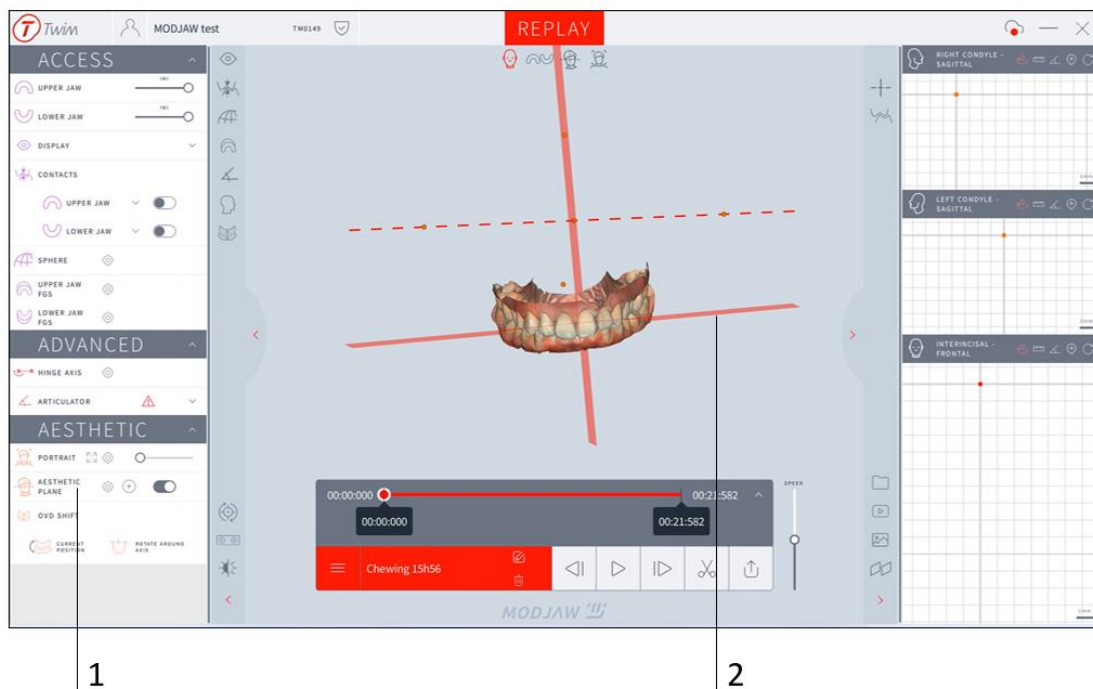 Twim
MODJAW test
TM0149
REPLAY
ACCESS
UPPER JAW
LOWER JAW
DISPLAY
CONTACTS
UPPER JAW
LOWER JAW
SPHERE
UPPER JAW
FGS
LOWER JAW
FGS
ADVANCED
HINGE AXIS
ARTICULATOR
AESTHETIC
PORTRAIT
AESTHETIC
PLANE
OVD SHIFT
CURRENT
POSITION
ROTATE AROUND
AXIS
00:00:000
00:21:582
00:00:000
00:21:582
SPEED
Chewing 15h56
MODJAW
RIGHT CONDYLE -
SAGITTAL
LEFT CONDYLE -
SAGITTAL
INTERINCISAL -
FRONTAL
1
2